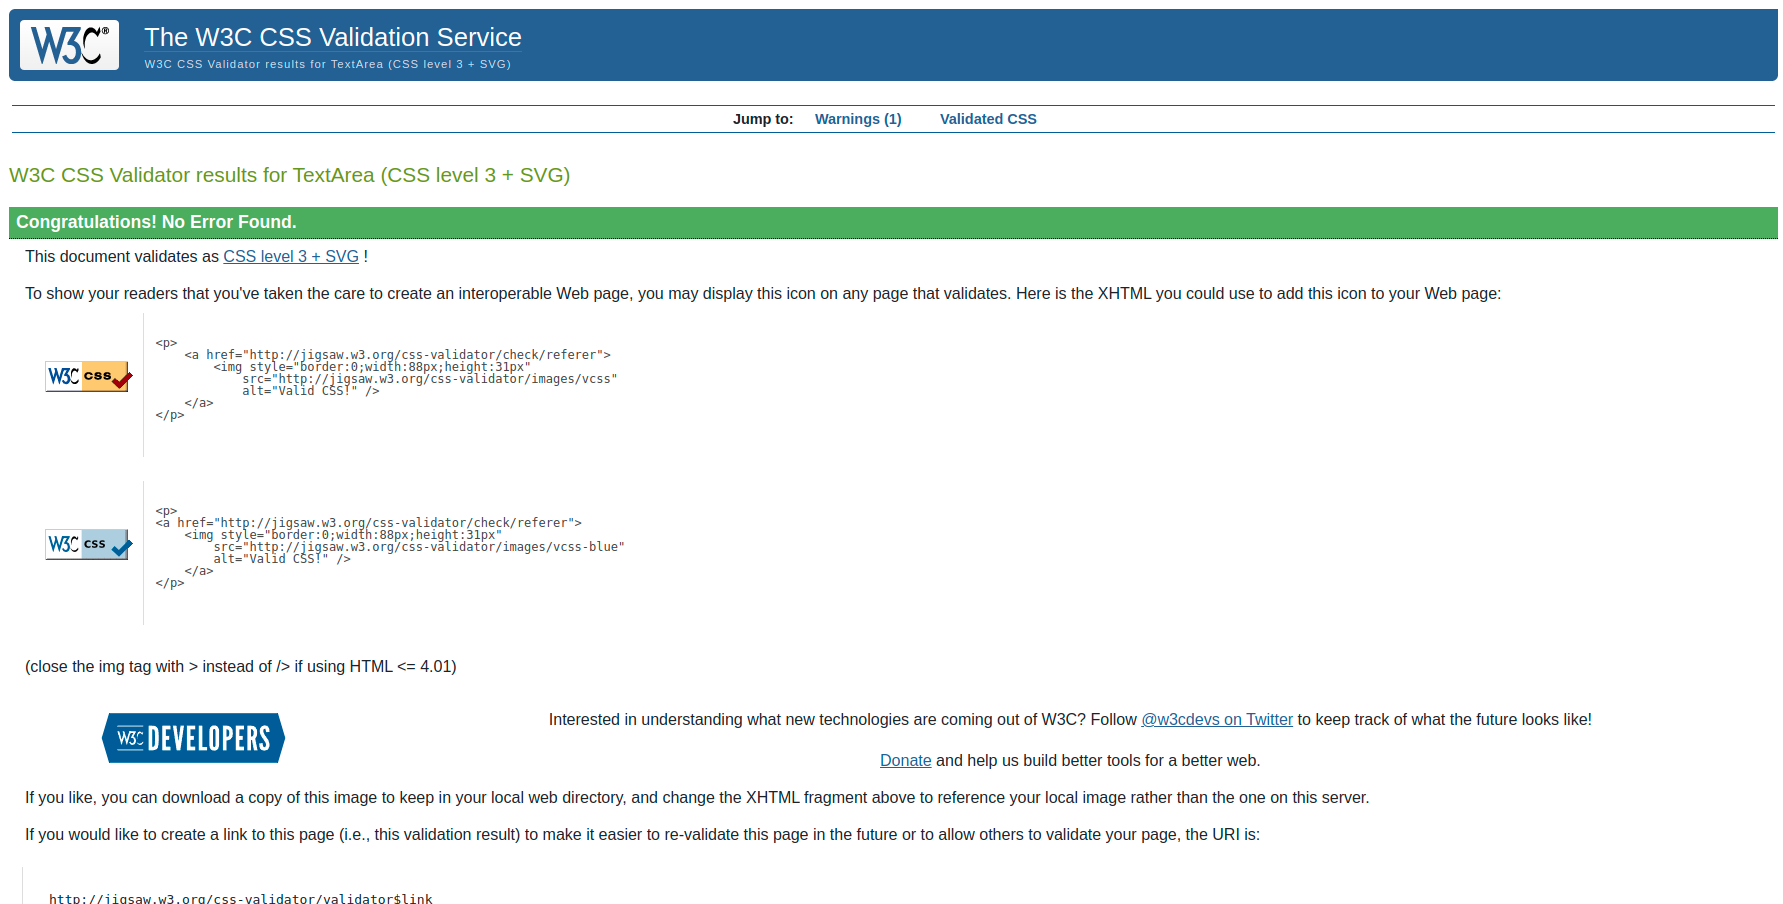 W3C®
The W3C CSS Validation Service
W3C CSS Validator results for TextArea (CSS level 3 + SVG)
Jump to: Warnings (1) Validated CSS
W3C CSS Validator results for TextArea (CSS level 3 + SVG)
Congratulations! No Error Found.
This document validates as CSS level 3 + SVG !
To show your readers that you've taken the care to create an interoperable Web page, you may display this icon on any page that validates. Here is the XHTML you could use to add this icon to your Web page:
W3C css
<p>
<a href="http://jigsaw.w3.org/css-validator/check/referer">
<img style="border:0;width:88px;height:31px"
src="http://jigsaw.w3.org/css-validator/images/vcss"
alt="Valid CSS!" />
</a>
</p>
W3C css
<p>
<a href="http://jigsaw.w3.org/css-validator/check/referer">
<img style="border:0;width:88px;height:31px"
src="http://jigsaw.w3.org/css-validator/images/vcss-blue"
alt="Valid CSS!" />
</a>
</p>
(close the img tag with > instead of /> if using HTML <= 4.01)
W3C DEVELOPERS
Interested in understanding what new technologies are coming out of W3C? Follow @w3cdevs on Twitter to keep track of what the future looks like!
Donate and help us build better tools for a better web.
If you like, you can download a copy of this image to keep in your local web directory, and change the XHTML fragment above to reference your local image rather than the one on this server.
If you would like to create a link to this page (i.e., this validation result) to make it easier to re-validate this page in the future or to allow others to validate your page, the URI is:
http://jigsaw.w3.org/css-validator/validator$link